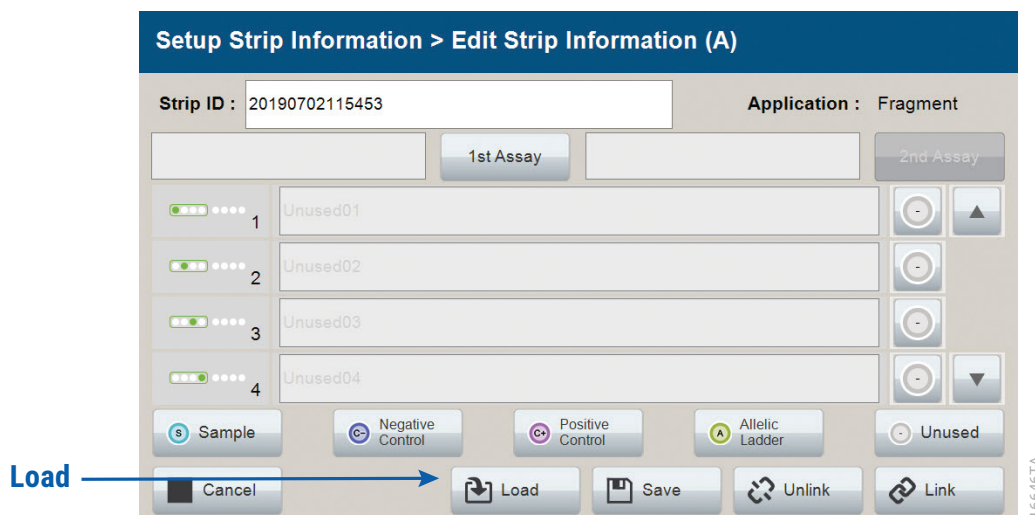 Setup Strip Information > Edit Strip Information (A)
Strip ID : 20190702115453 Application : Fragment
1st Assay 2nd Assay
1 Unused01 -
2 Unused02 -
3 Unused03 -
4 Unused04 -
S Sample C- Negative Control C+ Positive Control A Allelic Ladder - Unused
Load Cancel Load Save Unlink Link